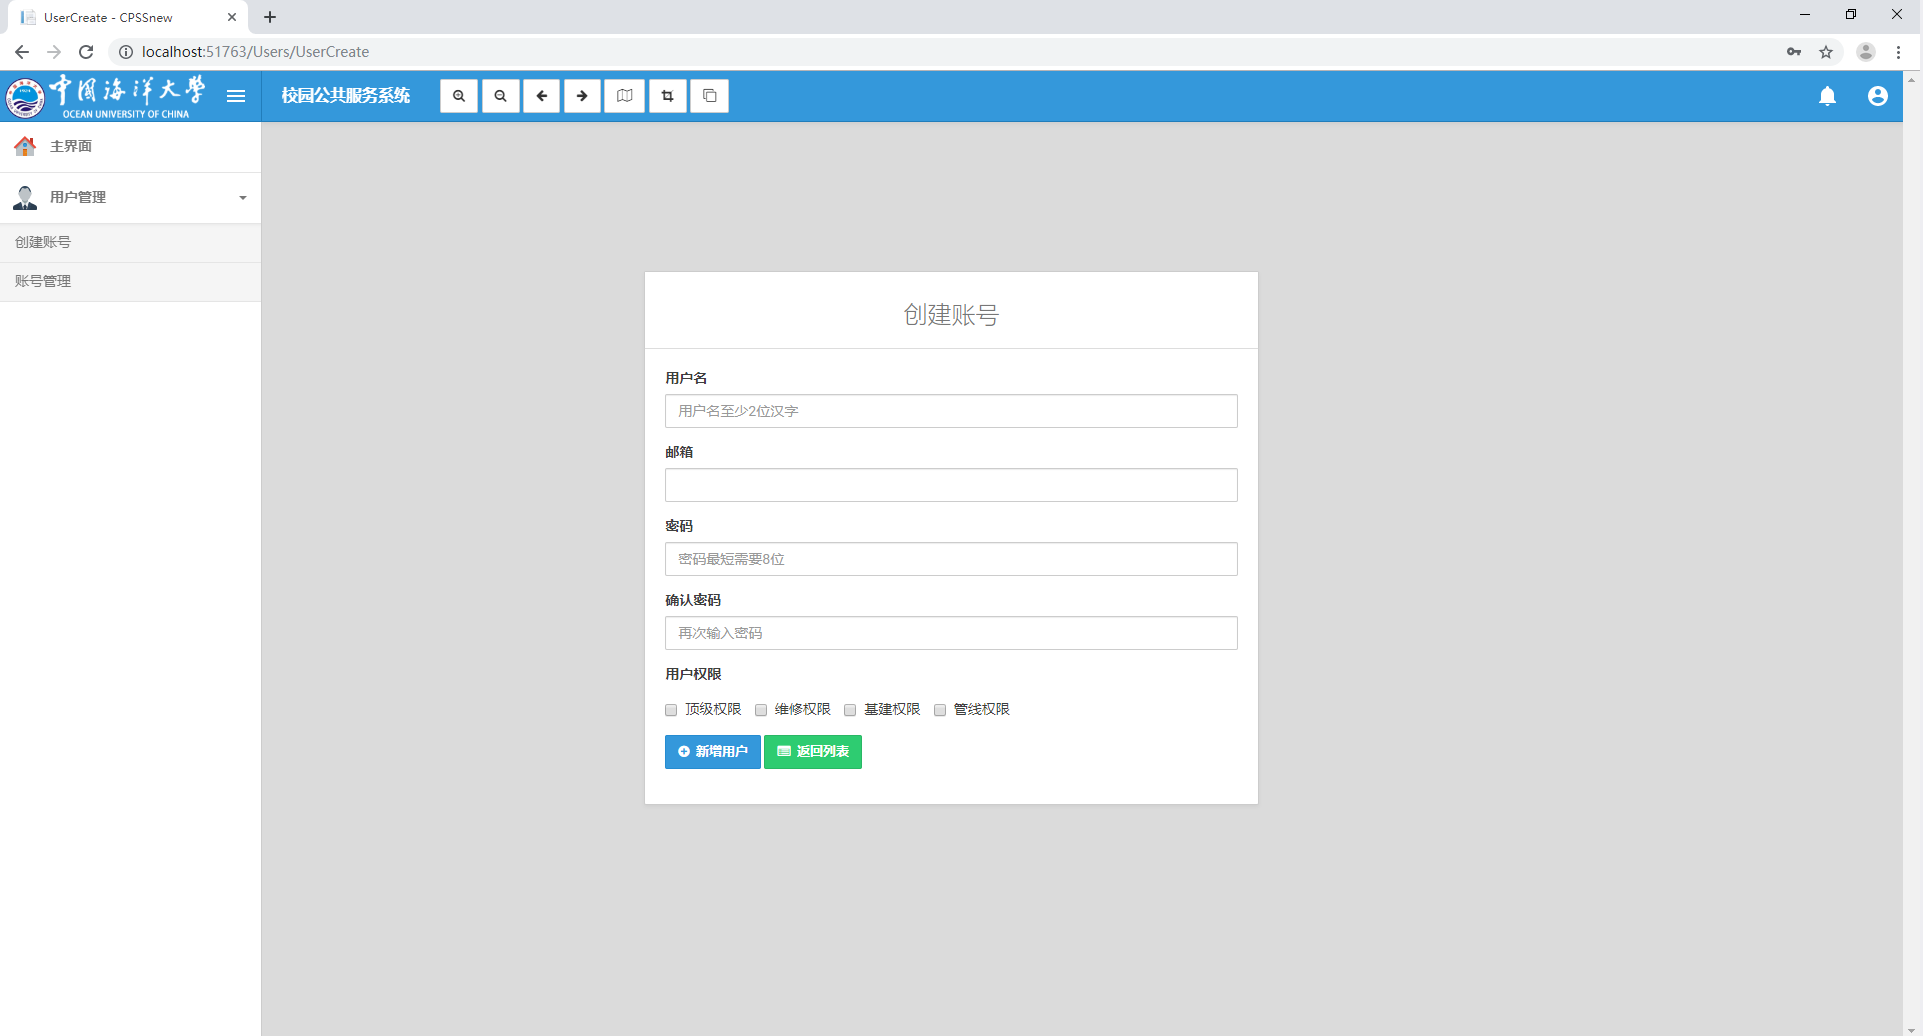 UserCreate - CPSSnew
localhost:51763/Users/UserCreate
中国海洋大学
OCEAN UNIVERSITY OF CHINA
校园公共服务系统
主界面
用户管理
创建账号
账号管理
创建账号
用户名
用户名至少2位汉字
邮箱
密码
密码最短需要8位
确认密码
再次输入密码
用户权限
顶级权限 维修权限 基建权限 管线权限
新增用户 返回列表